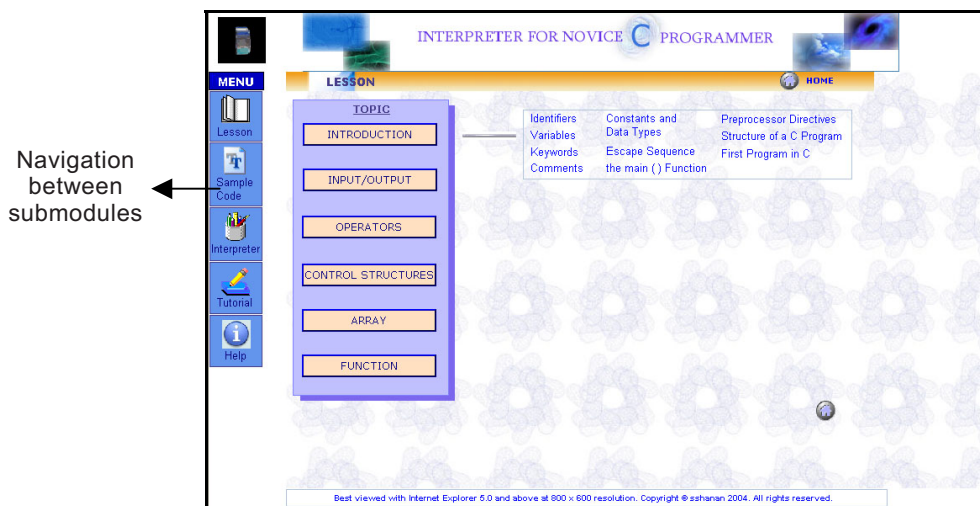 INTERPRETER FOR NOVICE C PROGRAMMER
MENU
LESSON
HOME
Lesson
Sample
Code
Interpreter
Tutorial
Help
Navigation
between
submodules
TOPIC
INTRODUCTION
INPUT/OUTPUT
OPERATORS
CONTROL STRUCTURES
ARRAY
FUNCTION
Identifiers
Variables
Keywords
Comments
Constants and
Data Types
Escape Sequence
the main () Function
Preprocessor Directives
Structure of a C Program
First Program in C
Best viewed with Internet Explorer 5.0 and above at 800 × 600 resolution. Copyright © sshanan 2004. All rights reserved.